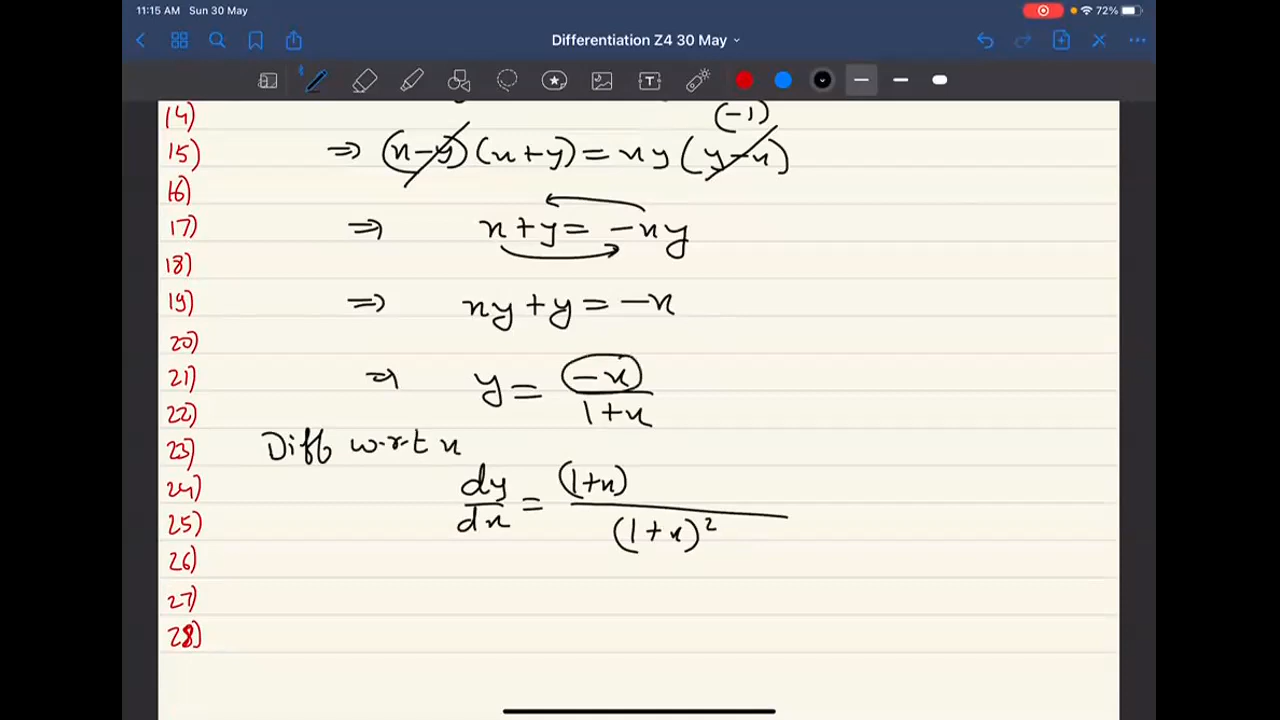 11:15 AM Sun 30 May
72%
Differentiation Z4 30 May
14)
(-1)
15) ⇒ (x-y)(x+y) = xy(y-x)
16)
17) ⇒ x+y = -xy
18)
19) ⇒ xy+y = -x
20)
21) ⇒ y = -x
22) 1+x
23) Diff w.r.t x
24) dy = (1+x)
25) dx (1+x)²
26)
27)
28)